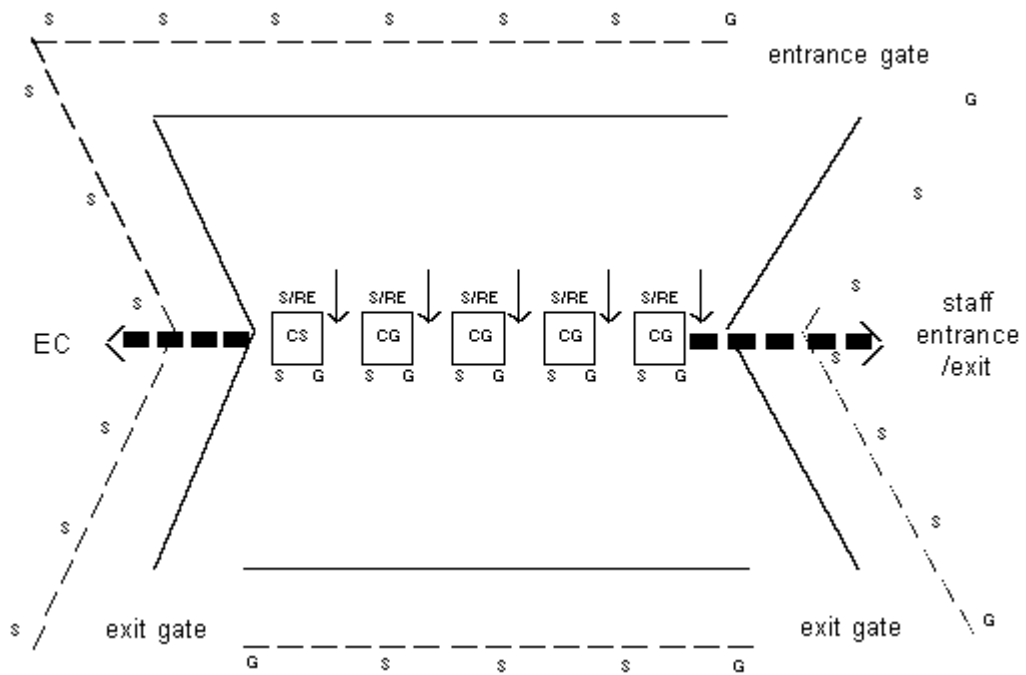 S S S S S S G
entrance gate
S
G
S
S
S
S
S/RE S/RE S/RE S/RE S/RE
CS CG CG CG CG
EC
staff
entrance
/exit
S
S G S G S G S G S G
S
S
S
S
S
G
exit gate
exit gate
G S S S G